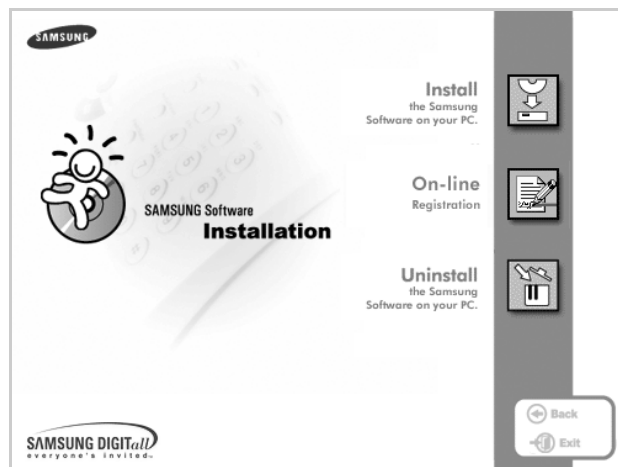 SAMSUNG
Install
the Samsung
Software on your PC.
On-line
Registration
SAMSUNG Software
Installation
Uninstall
the Samsung
Software on your PC.
Back
Exit
SAMSUNG DIGITall
everyone's invited™